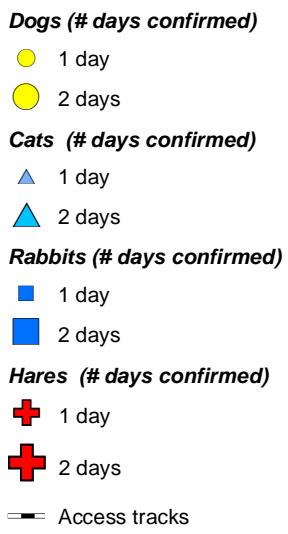 Dogs (# days confirmed)
1 day
2 days
Cats (# days confirmed)
1 day
2 days
Rabbits (# days confirmed)
1 day
2 days
Hares (# days confirmed)
1 day
2 days
Access tracks